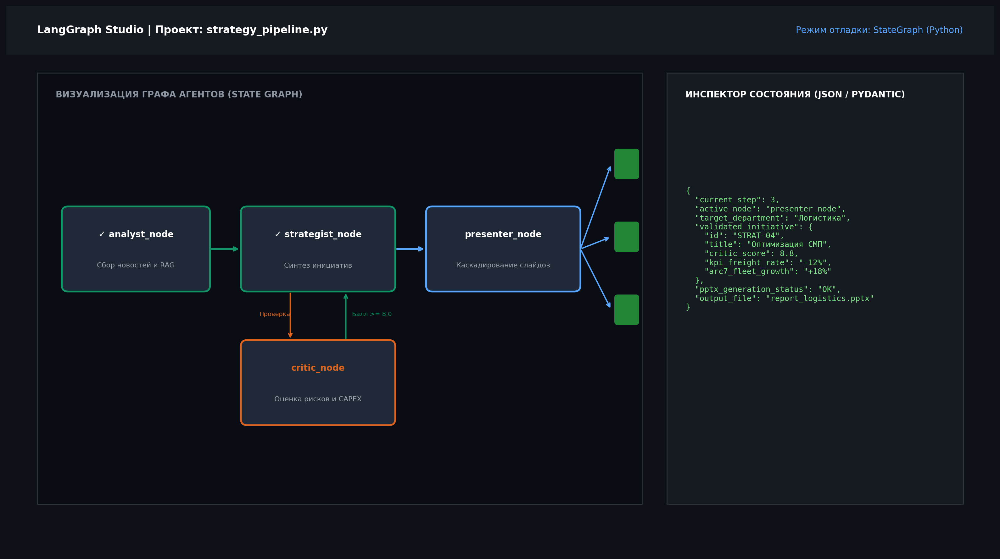 LangGraph Studio | Проект: strategy_pipeline.py
Режим отладки: StateGraph (Python)
ВИЗУАЛИЗАЦИЯ ГРАФА АГЕНТОВ (STATE GRAPH)
✓ analyst_node
Сбор новостей и RAG
✓ strategist_node
Синтез инициатив
presenter_node
Каскадирование слайдов
Проверка
Балл >= 8.0
critic_node
Оценка рисков и CAPEX
ИНСПЕКТОР СОСТОЯНИЯ (JSON / PYDANTIC)
{
  "current_step": 3,
  "active_node": "presenter_node",
  "target_department": "Логистика",
  "validated_initiative": {
    "id": "STRAT-04",
    "title": "Оптимизация СМП",
    "critic_score": 8.8,
    "kpi_freight_rate": "-12%",
    "arc7_fleet_growth": "+18%"
  },
  "pptx_generation_status": "OK",
  "output_file": "report_logistics.pptx"
}